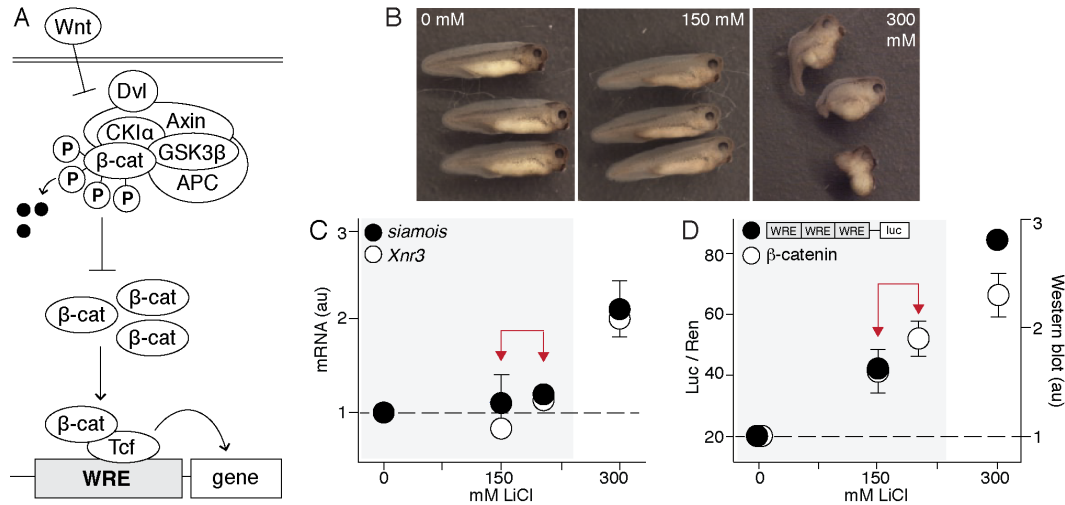 A
Wnt
Dvl
Axin
CKIα
GSK3β
β-cat
APC
P
P
P
P
β-cat
β-cat
β-cat
β-cat
Tcf
WRE
gene
B
0 mM
150 mM
300
mM
C
siamois
Xnr3
3
2
1
mRNA (au)
0
150
300
mM LiCl
D
WRE WRE WRE luc
β-catenin
80
60
40
20
Luc / Ren
3
2
1
Western blot (au)
0
150
300
mM LiCl